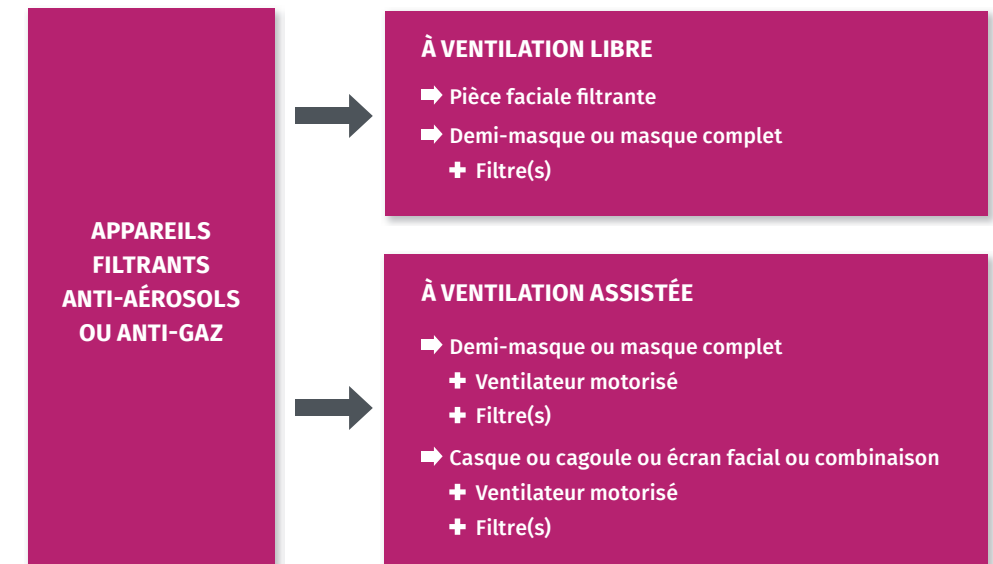 APPAREILS
FILTRANTS
ANTI-AÉROSOLS
OU ANTI-GAZ
À VENTILATION LIBRE
Pièce faciale filtrante
Demi-masque ou masque complet
Filtre(s)
À VENTILATION ASSISTÉE
Demi-masque ou masque complet
Ventilateur motorisé
Filtre(s)
Casque ou cagoule ou écran facial ou combinaison
Ventilateur motorisé
Filtre(s)